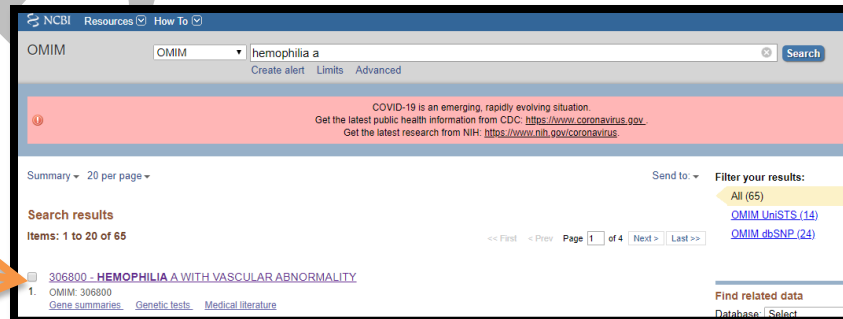 NCBI Resources How To
OMIM OMIM hemophilia a Search
Create alert Limits Advanced
COVID-19 is an emerging, rapidly evolving situation.
Get the latest public health information from CDC: https://www.coronavirus.gov .
Get the latest research from NIH: https://www.nih.gov/coronavirus.
Summary 20 per page Send to: Filter your results:
All (65)
Search results OMIM UniSTS (14)
Items: 1 to 20 of 65 << First < Prev Page 1 of 4 Next > Last >> OMIM dbSNP (24)
306800 - HEMOPHILIA A WITH VASCULAR ABNORMALITY
1. OMIM: 306800
Gene summaries Genetic tests Medical literature
Find related data
Database: Select